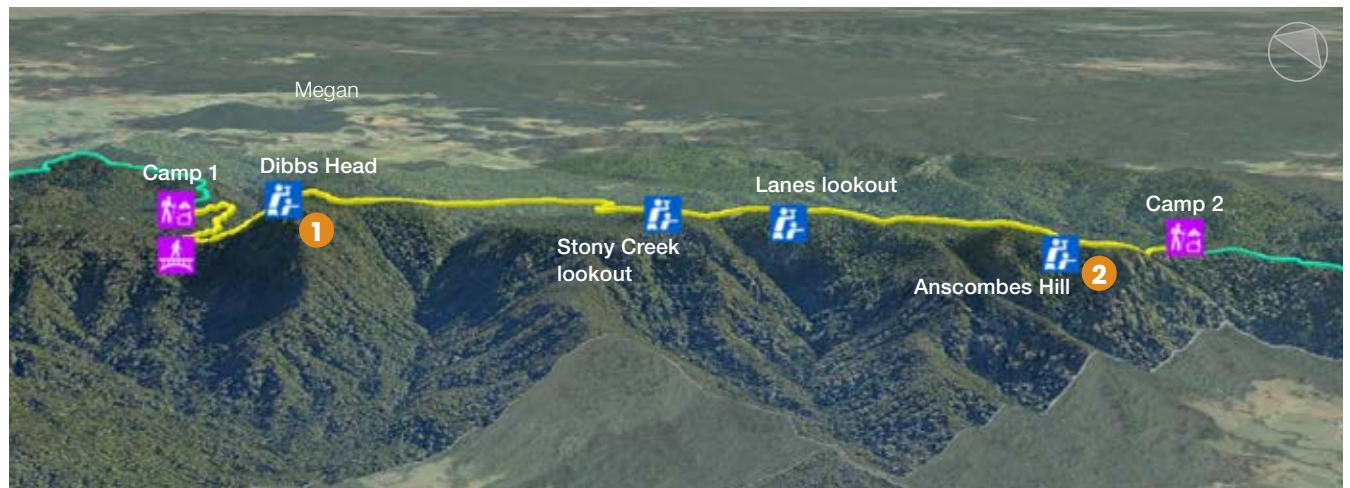 Megan
Camp 1
Dibbs Head
1
Stony Creek
lookout
Lanes lookout
Anscombes Hill
2
Camp 2